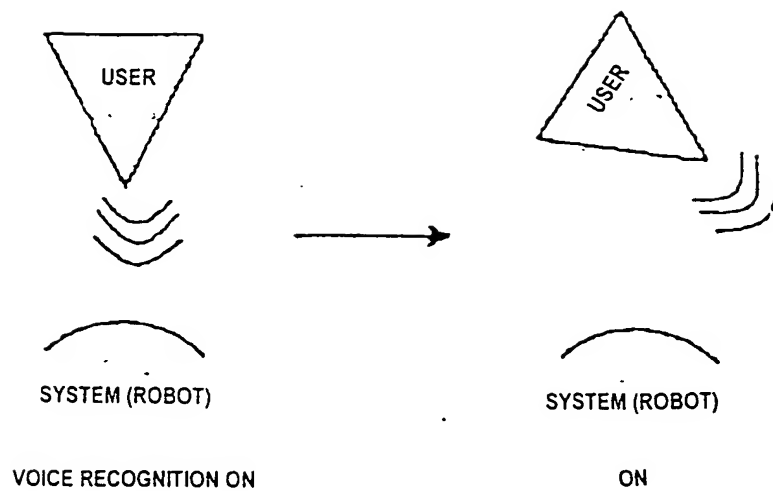 USER
USER
SYSTEM (ROBOT)
SYSTEM (ROBOT)
VOICE RECOGNITION ON
ON